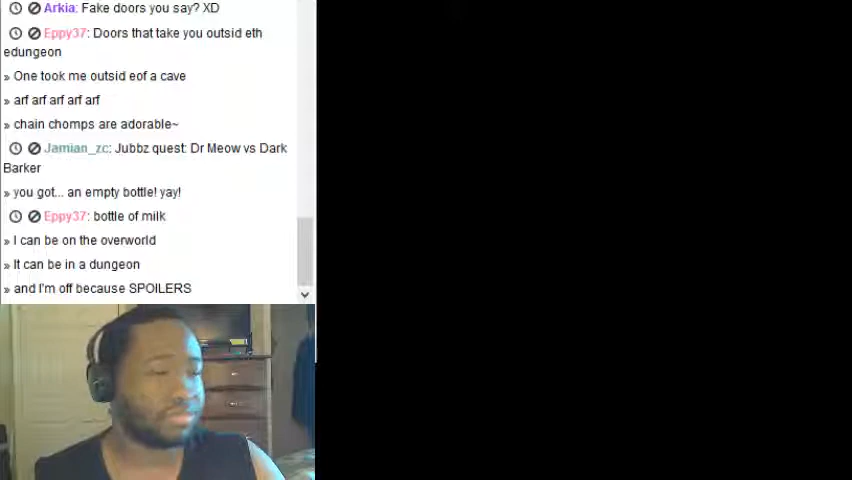 Arkia: Fake doors you say? XD
Eppy37: Doors that take you outsid eth
edungeon
» One took me outsid eof a cave
» arf arf arf arf arf
» chain chomps are adorable~
Jamian_zc: Jubbz quest: Dr Meow vs Dark
Barker
» you got... an empty bottle! yay!
Eppy37: bottle of milk
» I can be on the overworld
» It can be in a dungeon
» and I'm off because SPOILERS